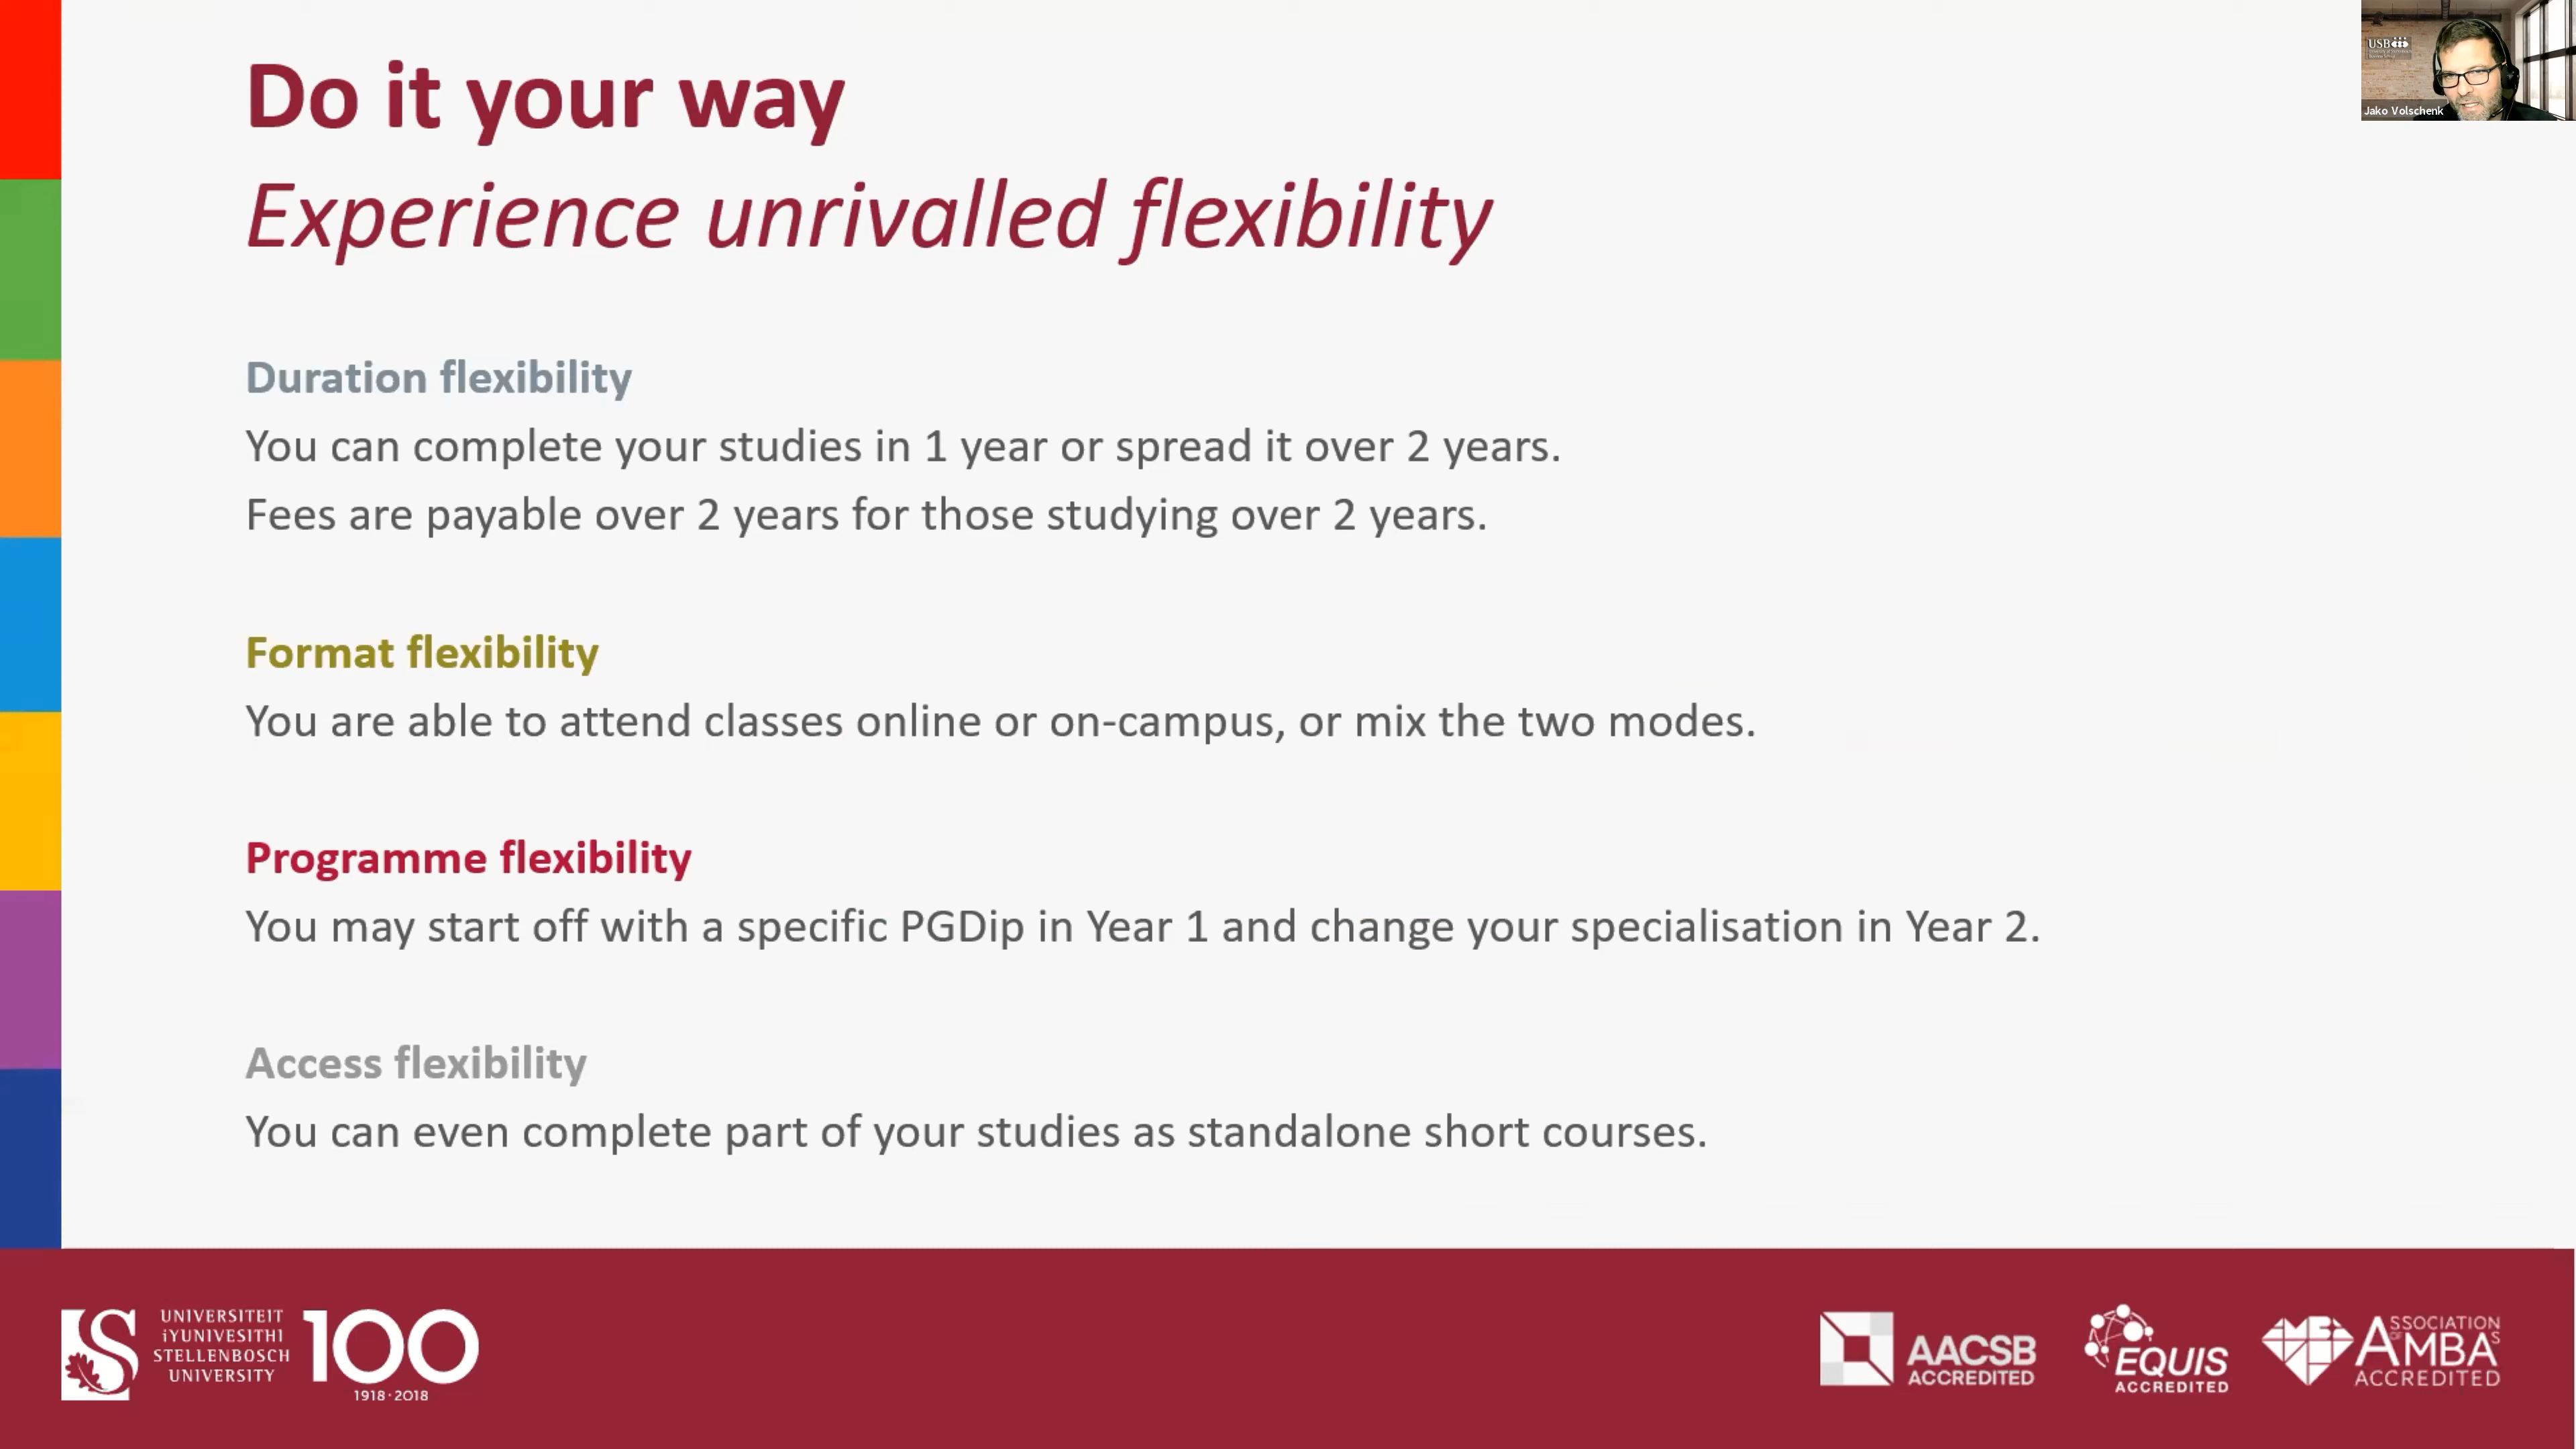 Do it your way
Experience unrivalled flexibility
USB
Jako Volschenk
Duration flexibility
You can complete your studies in 1 year or spread it over 2 years.
Fees are payable over 2 years for those studying over 2 years.
Format flexibility
You are able to attend classes online or on-campus, or mix the two modes.
Programme flexibility
You may start off with a specific PGDip in Year 1 and change your specialisation in Year 2.
Access flexibility
You can even complete part of your studies as standalone short courses.
UNIVERSITEIT
iYUNIVESITHI
STELLENBOSCH
UNIVERSITY
100
1918·2018
AACSB
ACCREDITED
EQUIS
ACCREDITED
ASSOCIATION
OF MBAS
ACCREDITED